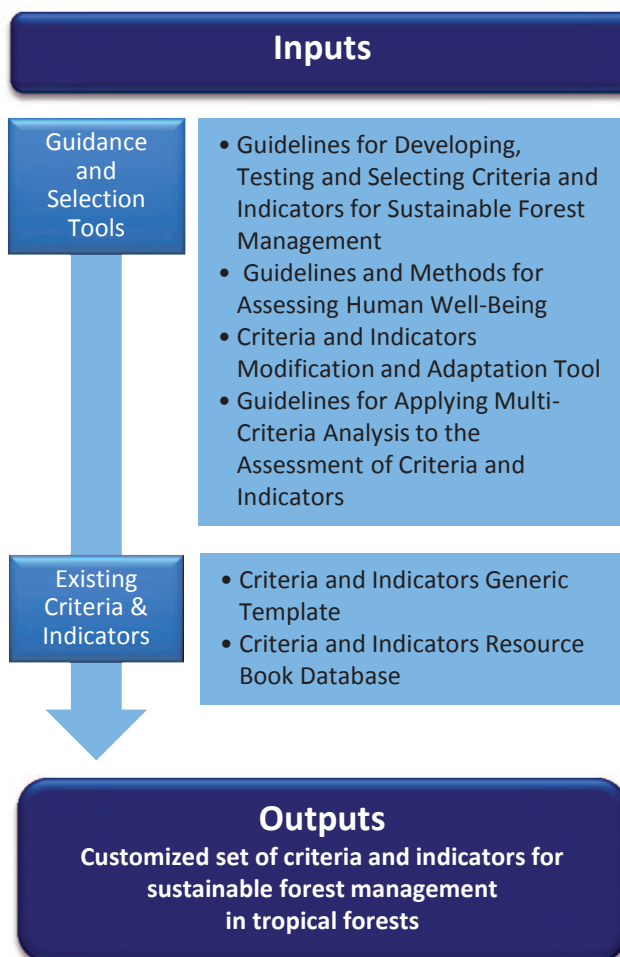 Inputs
Guidance
and
Selection
Tools
• Guidelines for Developing,
Testing and Selecting Criteria and
Indicators for Sustainable Forest
Management
• Guidelines and Methods for
Assessing Human Well-Being
• Criteria and Indicators
Modification and Adaptation Tool
• Guidelines for Applying Multi-
Criteria Analysis to the
Assessment of Criteria and
Indicators
Existing
Criteria &
Indicators
• Criteria and Indicators Generic
Template
• Criteria and Indicators Resource
Book Database
Outputs
Customized set of criteria and indicators for
sustainable forest management
in tropical forests